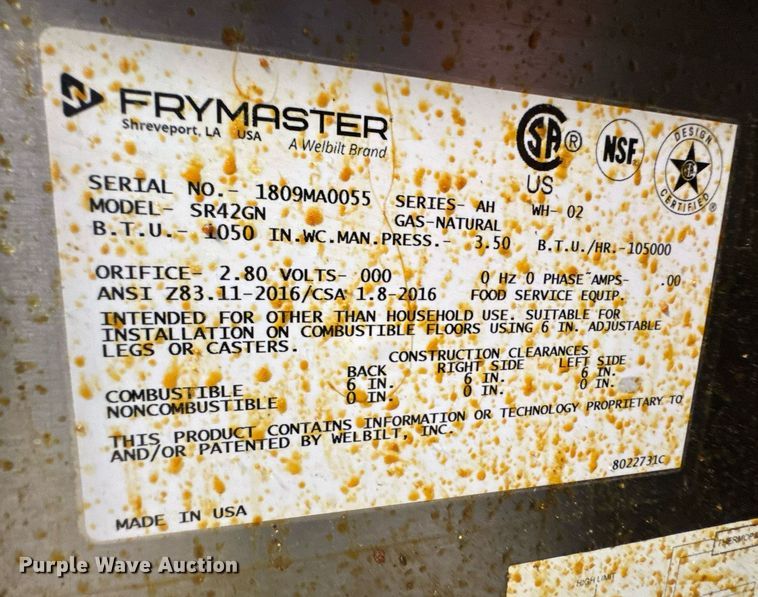 FRYMASTER
Shreveport, LA USA
A Welbilt Brand
SA
®
US
NSF
DESIGN
CERTIFIED
®
SERIAL NO.- 1809MA0055 SERIES- AH WH- 02
MODEL- SR42GN GAS-NATURAL
B.T.U.- 1050 IN.WC.MAN.PRESS.- 3.50 B.T.U./HR.-105000
ORIFICE- 2.80 VOLTS- 000 0 HZ 0 PHASE AMPS- .00
ANSI Z83.11-2016/CSA 1.8-2016 FOOD SERVICE EQUIP.
INTENDED FOR OTHER THAN HOUSEHOLD USE. SUITABLE FOR
INSTALLATION ON COMBUSTIBLE FLOORS USING 6 IN. ADJUSTABLE
LEGS OR CASTERS.
CONSTRUCTION CLEARANCES
BACK RIGHT SIDE LEFT SIDE
COMBUSTIBLE 6 IN. 6 IN. 6 IN.
NONCOMBUSTIBLE 0 IN. 0 IN. 0 IN.
THIS PRODUCT CONTAINS INFORMATION OR TECHNOLOGY PROPRIETARY TO
AND/OR PATENTED BY WELBILT, INC.
8022731C
MADE IN USA
HIGH LIMIT
Purple Wave Auction